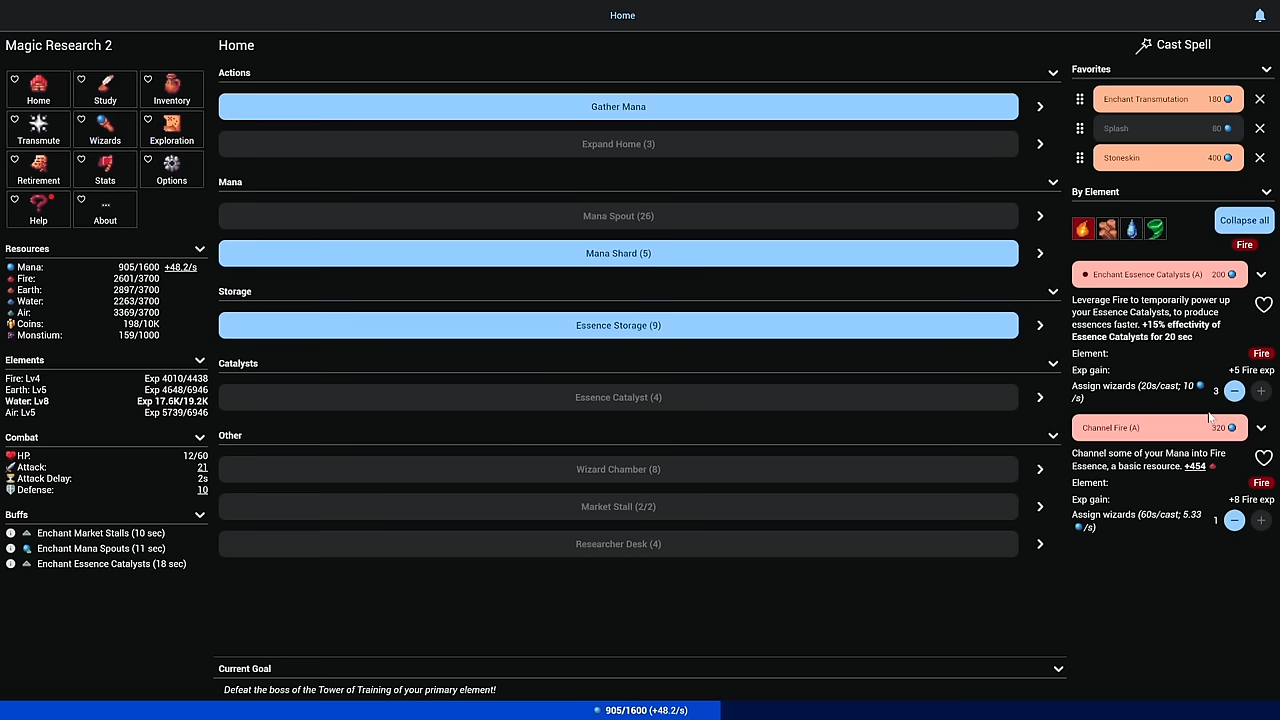 Home
Magic Research 2
Home
Study
Inventory
Transmute
Wizards
Exploration
Retirement
Stats
Options
Help
About
Resources
Mana: 905/1600 +48.2/s
Fire: 2601/3700
Earth: 2897/3700
Water: 2263/3700
Air: 3369/3700
Coins: 198/10K
Monstium: 159/1000
Elements
Fire: Lv4 Exp 4010/4438
Earth: Lv5 Exp 4648/6946
Water: Lv8 Exp 17.6K/19.2K
Air: Lv5 Exp 5739/6946
Combat
HP: 12/60
Attack: 21
Attack Delay: 2s
Defense: 10
Buffs
Enchant Market Stalls (10 sec)
Enchant Mana Spouts (11 sec)
Enchant Essence Catalysts (18 sec)
Home
Actions
Gather Mana
Expand Home (3)
Mana
Mana Spout (26)
Mana Shard (5)
Storage
Essence Storage (9)
Catalysts
Essence Catalyst (4)
Other
Wizard Chamber (8)
Market Stall (2/2)
Researcher Desk (4)
Current Goal
Defeat the boss of the Tower of Training of your primary element!
905/1600 (+48.2/s)
Cast Spell
Favorites
Enchant Transmutation 180
Splash 80
Stoneskin 400
By Element
Collapse all
Fire
Enchant Essence Catalysts (A) 200
Leverage Fire to temporarily power up
your Essence Catalysts, to produce
essences faster. +15% effectivity of
Essence Catalysts for 20 sec
Element: Fire
Exp gain: +5 Fire exp
Assign wizards (20s/cast; 10
/s) 3 − +
Channel Fire (A) 320
Channel some of your Mana into Fire
Essence, a basic resource. +454
Element: Fire
Exp gain: +8 Fire exp
Assign wizards (60s/cast; 5.33
/s) 1 − +